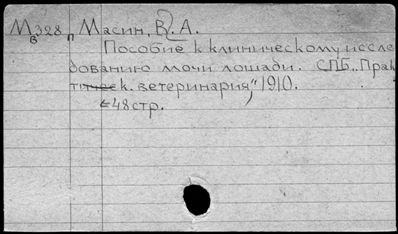 М328 п Масин, В. А.
в
Пособие к клиническому иссле
дованию мочи лошади. СПБ., Прак
тическ. ветеринария", 1910.
48 стр.